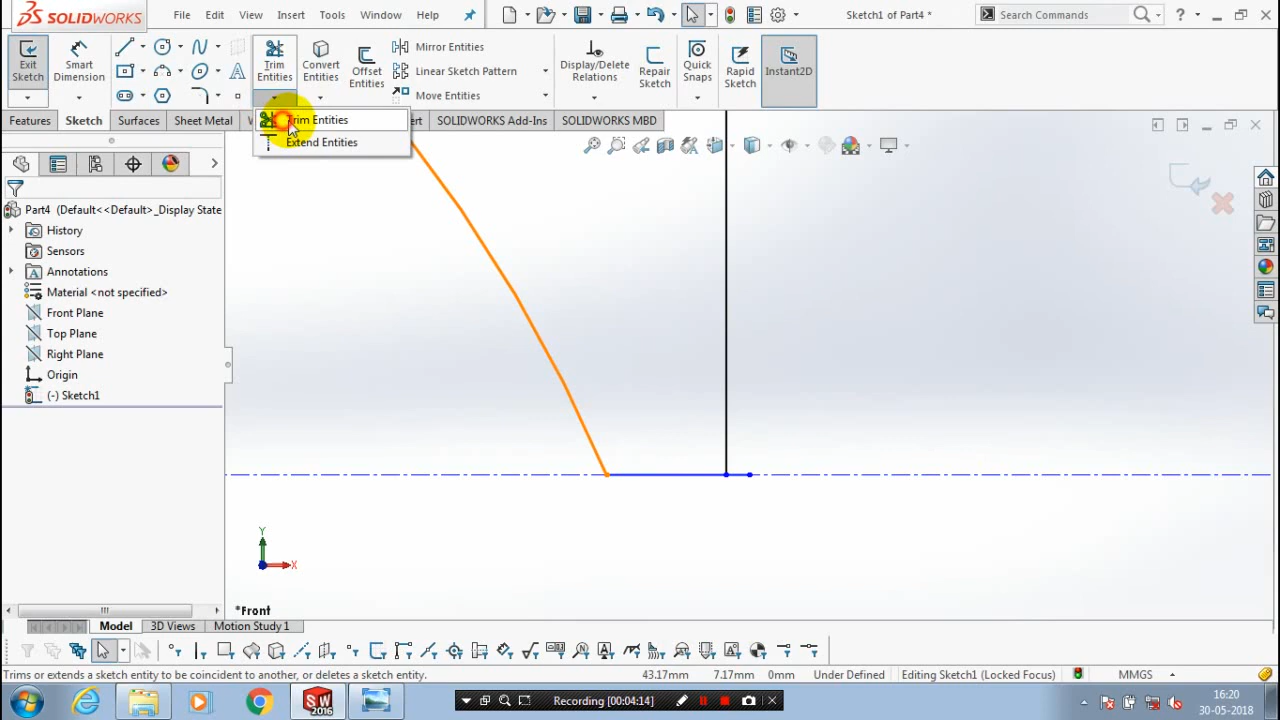 SOLIDWORKS File Edit View Insert Tools Window Help Sketch1 of Part4 * Search Commands ?
Exit Sketch
Smart Dimension
Trim Entities
Convert Entities
Offset Entities
Mirror Entities
Linear Sketch Pattern
Move Entities
Display/Delete Relations
Repair Sketch
Quick Snaps
Rapid Sketch
Instant2D
Features Sketch Surfaces Sheet Metal SOLIDWORKS Add-Ins SOLIDWORKS MBD
Trim Entities
Extend Entities
Part4 (Default<<Default>_Display State
History
Sensors
Annotations
Material <not specified>
Front Plane
Top Plane
Right Plane
Origin
(-) Sketch1
Y
X
*Front
Model 3D Views Motion Study 1
Trims or extends a sketch entity to be coincident to another, or deletes a sketch entity. 43.17mm 7.17mm 0mm Under Defined Editing Sketch1 (Locked Focus) MMGS
SW 2016
Recording [00:04:14]
16:20
30-05-2018